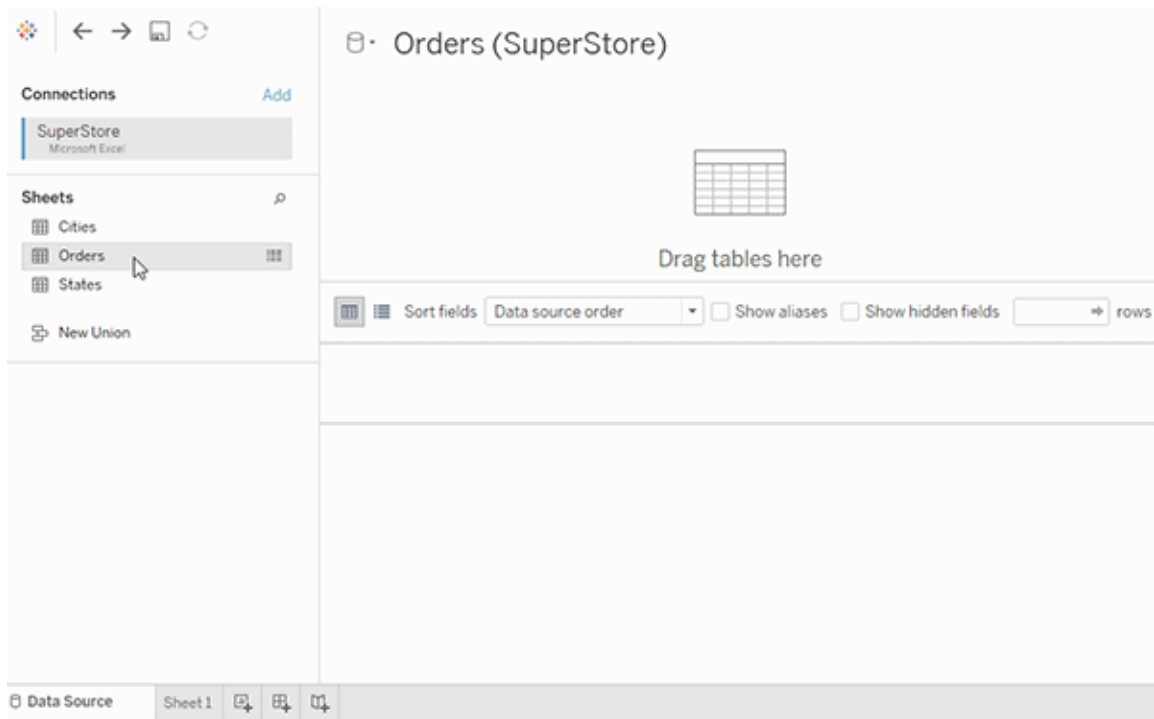 Orders (SuperStore)
Connections Add
SuperStore
Microsoft Excel
Sheets
Cities
Orders
States
New Union
Drag tables here
Sort fields Data source order Show aliases Show hidden fields rows
Data Source Sheet 1